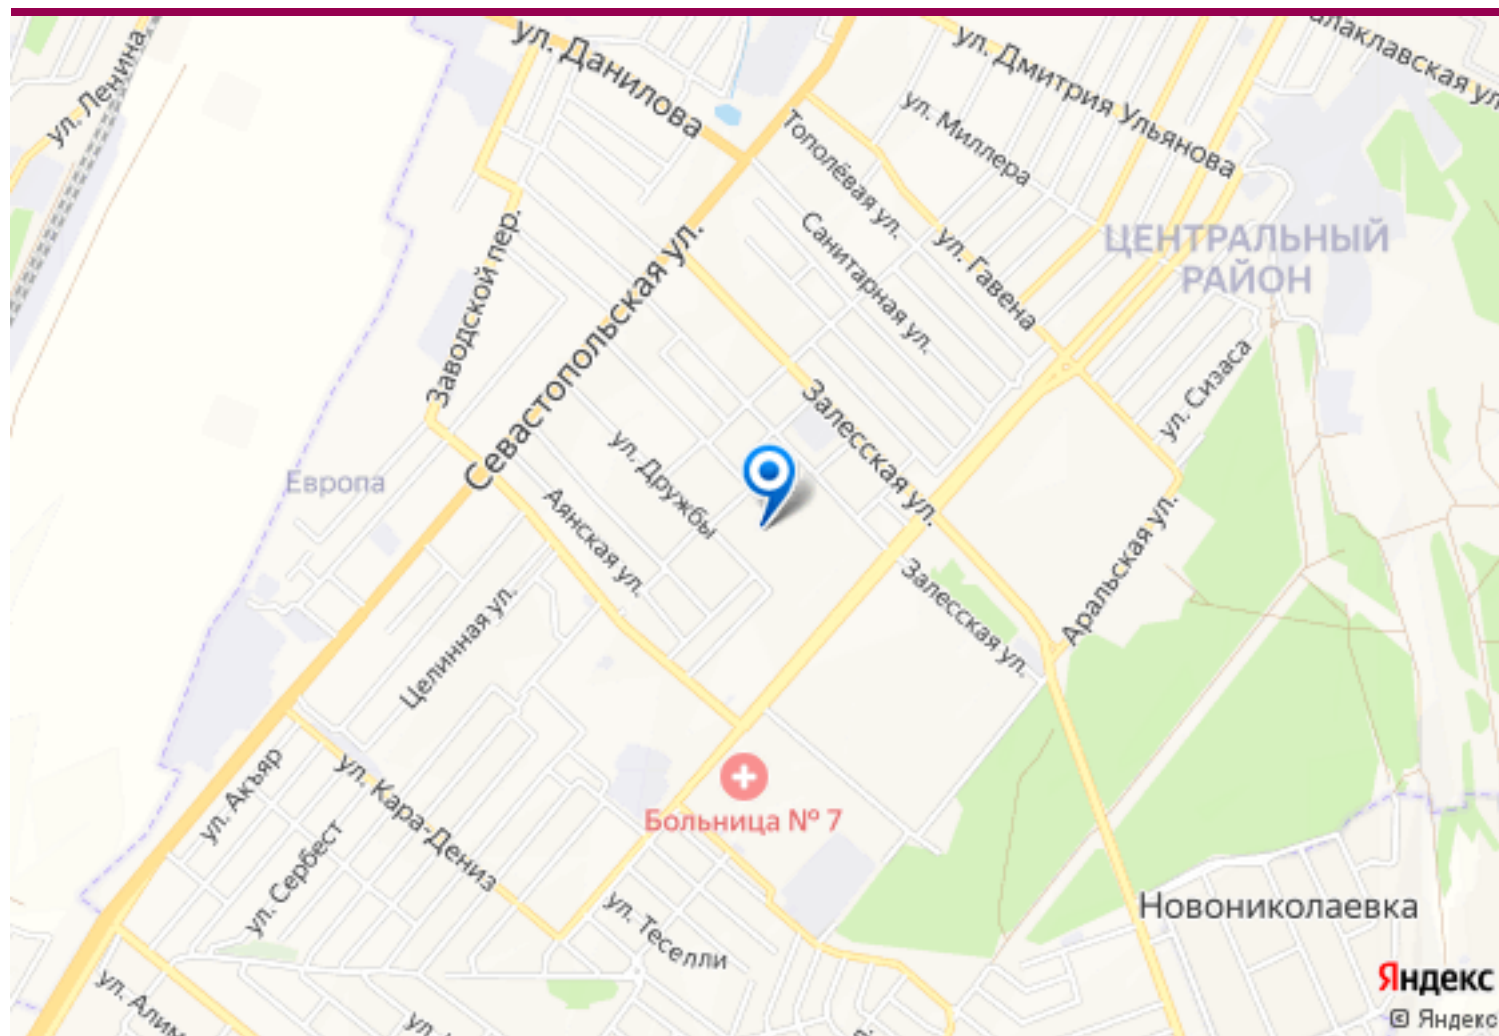 ул. Ленина
ул. Данилова
ул. Дмитрия Ульянова
ул. Миллера
Тополёвая ул.
ул. Гавена
Санитарная ул.
ЦЕНТРАЛЬНЫЙ
РАЙОН
Заводской пер.
Севастопольская ул.
ул. Сизаса
Залесская ул.
Европа
ул. Дружбы
Аянская ул.
Залесская ул.
Аральская ул.
Целинная ул.
ул. Акъяр
ул. Кара-Дениз
Больница № 7
ул. Сербест
ул. Теселли
Новониколаевка
Яндекс
© Яндекс